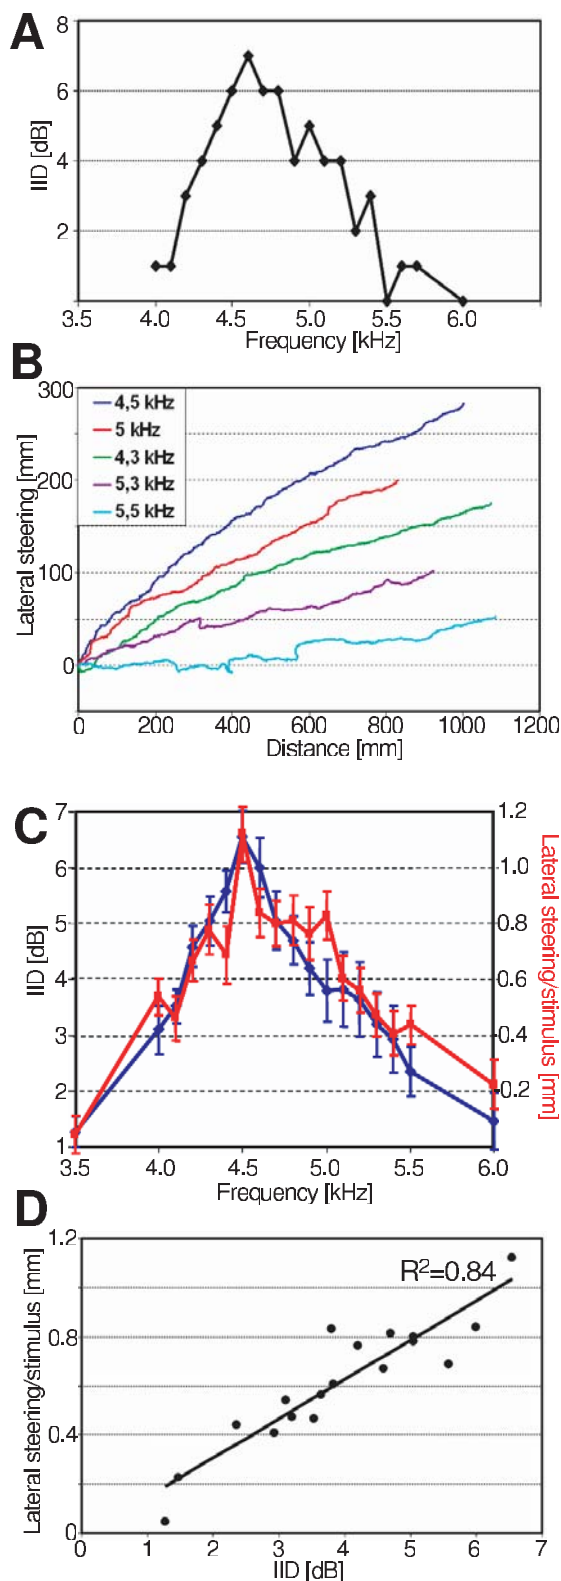 A
8
6
4
2
IID [dB]
3.5 4.0 4.5 5.0 5.5 6.0
Frequency [kHz]
B
300
200
100
0
Lateral steering [mm]
4,5 kHz
5 kHz
4,3 kHz
5,3 kHz
5,5 kHz
0 200 400 600 800 1000 1200
Distance [mm]
C
7
6
5
4
3
2
1
IID [dB]
1.2
1.0
0.8
0.6
0.4
0.2
Lateral steering/stimulus [mm]
3.5 4.0 4.5 5.0 5.5 6.0
Frequency [kHz]
D
1.2
0.8
0.4
0
Lateral steering/stimulus [mm]
R²=0.84
0 1 2 3 4 5 6 7
IID [dB]